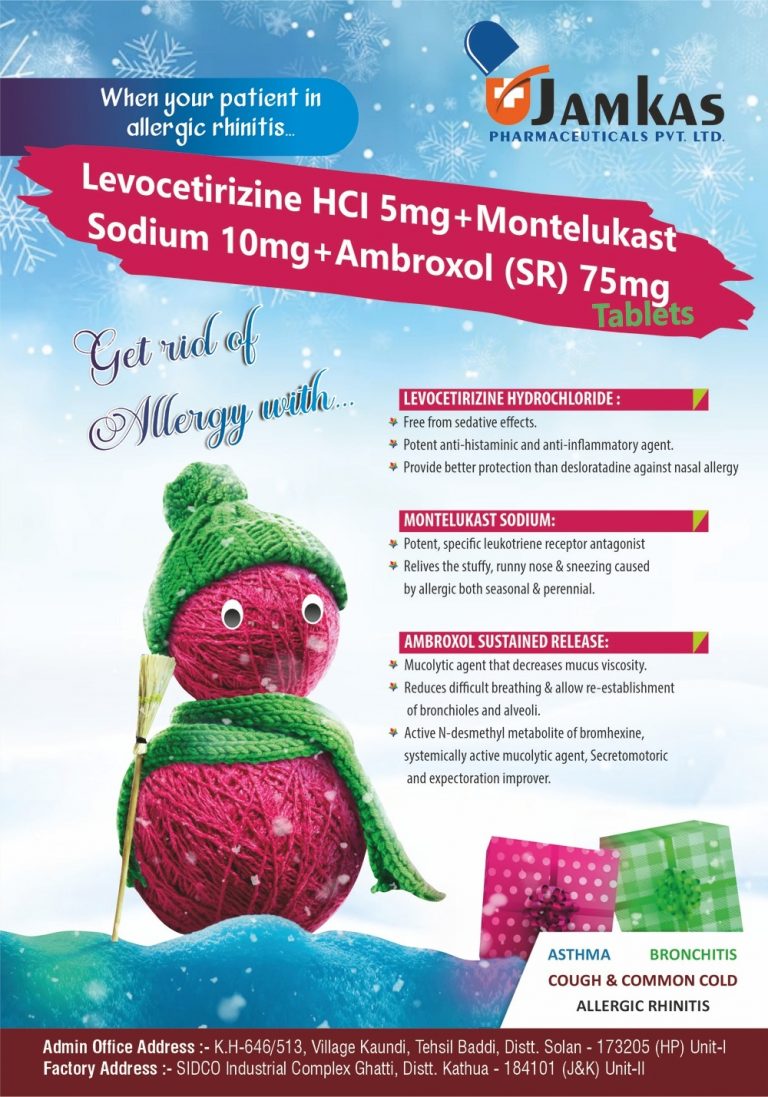 When your patient in
allergic rhinitis...
JAMKAS
PHARMACEUTICALS PVT. LTD.
Levocetirizine HCl 5mg+Montelukast
Sodium 10mg+Ambroxol (SR) 75mg
Tablets
Get rid of
Allergy with...
LEVOCETIRIZINE HYDROCHLORIDE :
Free from sedative effects.
Potent anti-histaminic and anti-inflammatory agent.
Provide better protection than desloratadine against nasal allergy
MONTELUKAST SODIUM:
Potent, specific leukotriene receptor antagonist
Relives the stuffy, runny nose & sneezing caused
by allergic both seasonal & perennial.
AMBROXOL SUSTAINED RELEASE:
Mucolytic agent that decreases mucus viscosity.
Reduces difficult breathing & allow re-establishment
of bronchioles and alveoli.
Active N-desmethyl metabolite of bromhexine,
systemically active mucolytic agent, Secretomotoric
and expectoration improver.
ASTHMA BRONCHITIS
COUGH & COMMON COLD
ALLERGIC RHINITIS
Admin Office Address :- K.H-646/513, Village Kaundi, Tehsil Baddi, Distt. Solan - 173205 (HP) Unit-I
Factory Address :- SIDCO Industrial Complex Ghatti, Distt. Kathua - 184101 (J&K) Unit-II